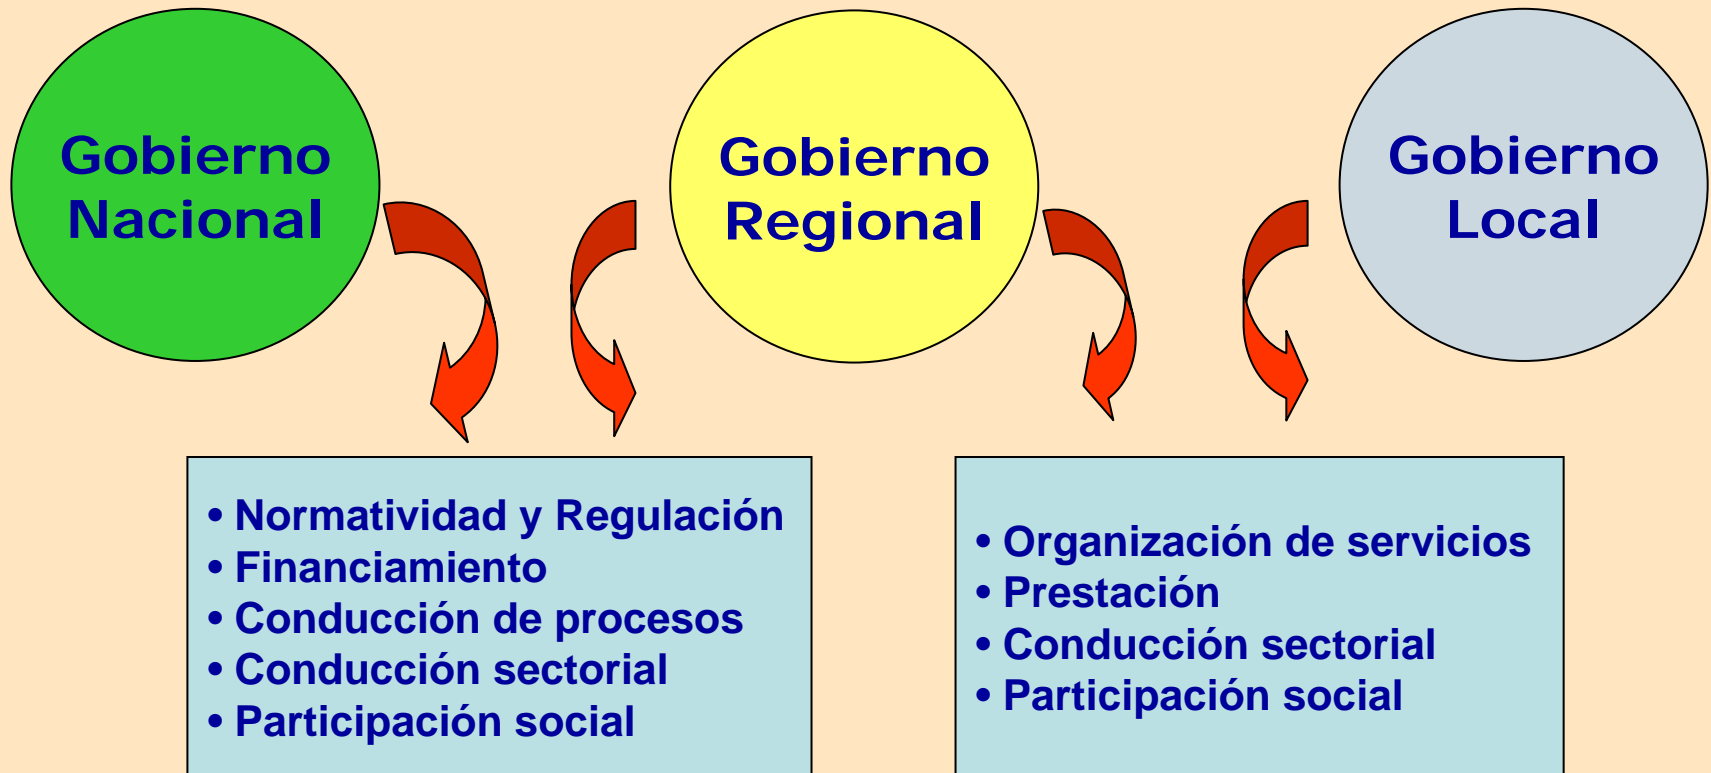 Gobierno
Nacional
Gobierno
Regional
Gobierno
Local
• Normatividad y Regulación
• Financiamiento
• Conducción de procesos
• Conducción sectorial
• Participación social
• Organización de servicios
• Prestación
• Conducción sectorial
• Participación social